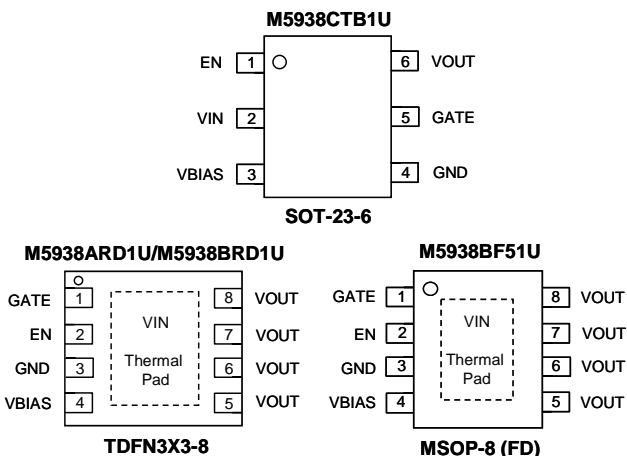 M5938CTB1U
EN 1 6 VOUT
VIN 2 5 GATE
VBIAS 3 4 GND
SOT-23-6
M5938ARD1U/M5938BRD1U
GATE 1 8 VOUT
EN 2 VIN 7 VOUT
GND 3 Thermal 6 VOUT
Pad
VBIAS 4 5 VOUT
TDFN3X3-8
M5938BF51U
GATE 1 8 VOUT
EN 2 VIN 7 VOUT
GND 3 Thermal 6 VOUT
Pad
VBIAS 4 5 VOUT
MSOP-8 (FD)